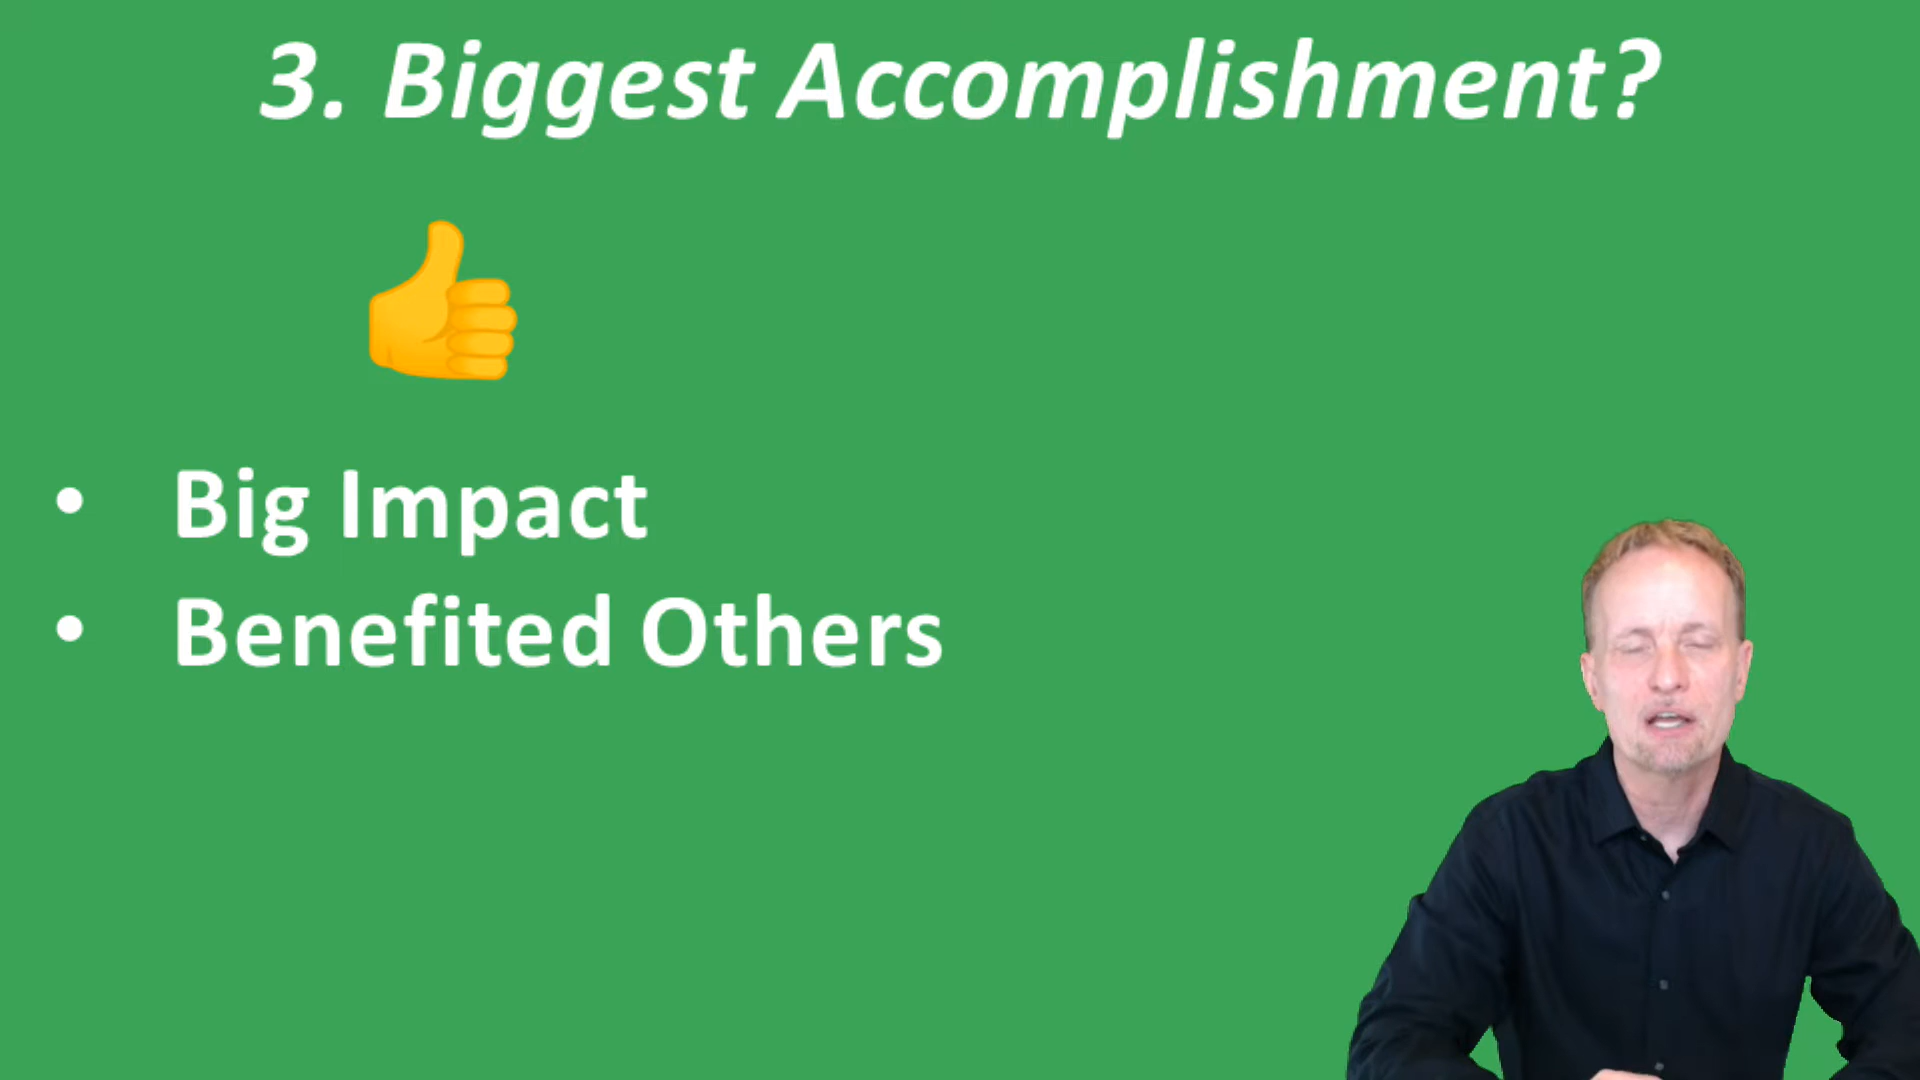 3. Biggest Accomplishment?
• Big Impact
• Benefited Others